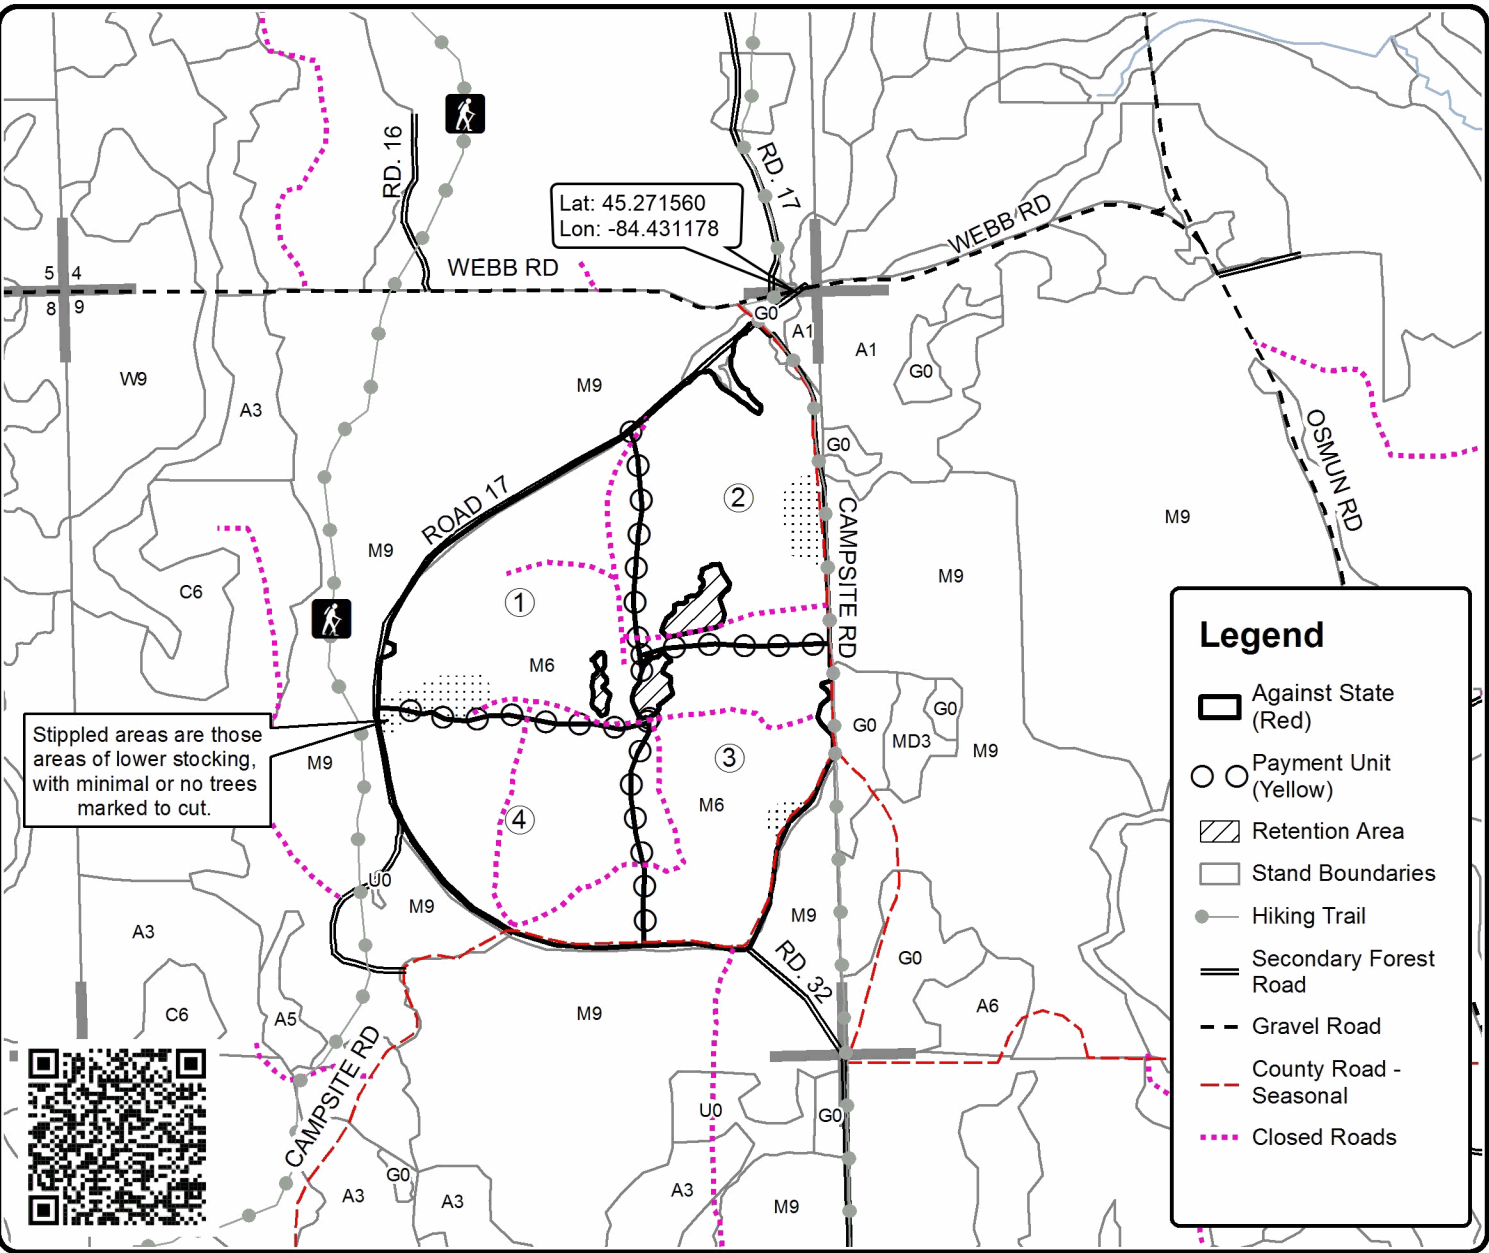 RD. 16
RD. 17
Lat: 45.271560
Lon: -84.431178
WEBB RD
WEBB RD
5 4
8 9
G0
A1
A1
W9
A3
M9
G0
OSMUN RD
G0
ROAD 17
2
CAMPSITE RD
M9
M9
M9
C6
1
M6
Stippled areas are those
areas of lower stocking,
with minimal or no trees
marked to cut.
M9
G0
G0
MD3
M9
3
M6
4
U0
M9
M9
A3
RD. 32
G0
C6
A5
M9
A6
CAMPSITE RD
U0
G0
G0
A3
A3
A3
M9
Legend
Against State
(Red)
Payment Unit
(Yellow)
Retention Area
Stand Boundaries
Hiking Trail
Secondary Forest
Road
Gravel Road
County Road -
Seasonal
Closed Roads